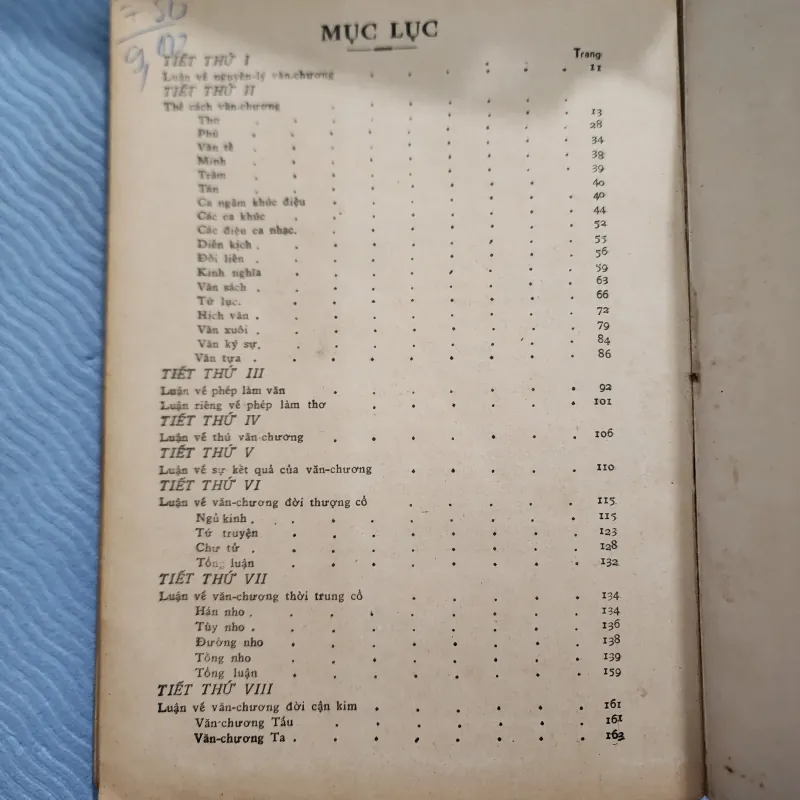 MỤC LỤC
Trang
TIẾT THỨ I
Luận về nguyên-lý văn-chương 11
TIẾT THỨ II
Thể cách văn-chương 13
Thơ 28
Phú 34
Văn tế 38
Minh 39
Trâm 40
Tán 40
Ca ngâm khúc điệu 44
Các ca khúc 52
Các điệu ca nhạc. 55
Diễn kịch 56
Đối liên 59
Kinh nghĩa 63
Văn sách 66
Tứ lục. 72
Hịch văn 79
Văn xuôi 84
Văn ký sự. 86
Văn tựa
TIẾT THỨ III
Luận về phép làm văn 92
Luận riêng về phép làm thơ 101
TIẾT THỨ IV
Luận về thú văn-chương 106
TIẾT THỨ V
Luận về sự kết quả của văn-chương 110
TIẾT THỨ VI
Luận về văn-chương đời thượng cổ 115
Ngũ kinh 115
Tứ truyện 123
Chư tử 128
Tổng luận 132
TIẾT THỨ VII
Luận về văn-chương thời trung cổ 134
Hán nho 134
Tùy nho 136
Đường nho 138
Tống nho 139
Tổng luận 159
TIẾT THỨ VIII
Luận về văn-chương đời cận kim 161
Văn-chương Tầu 161
Văn-chương Ta 163